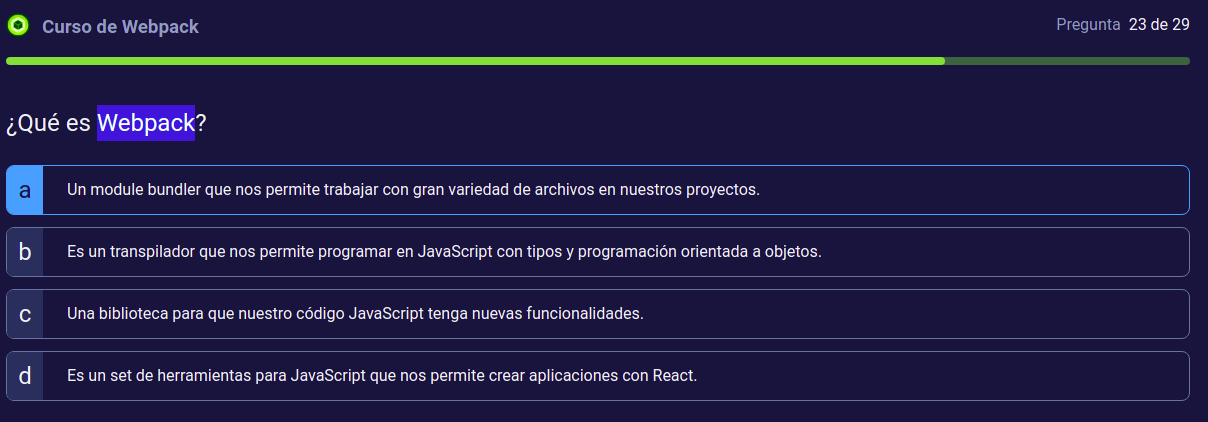 Curso de Webpack
Pregunta 23 de 29
¿Qué es Webpack?
a Un module bundler que nos permite trabajar con gran variedad de archivos en nuestros proyectos.
b Es un transpilador que nos permite programar en JavaScript con tipos y programación orientada a objetos.
c Una biblioteca para que nuestro código JavaScript tenga nuevas funcionalidades.
d Es un set de herramientas para JavaScript que nos permite crear aplicaciones con React.